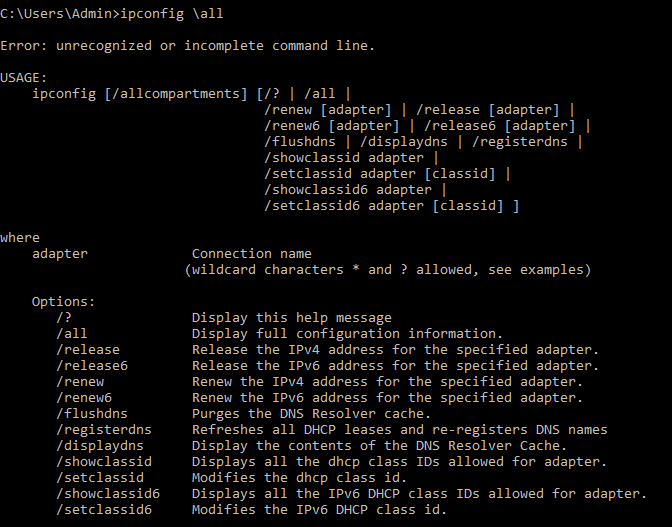 C:\Users\Admin>ipconfig \all
Error: unrecognized or incomplete command line.
USAGE:
    ipconfig [/allcompartments] [/? | /all |
                                 /renew [adapter] | /release [adapter] |
                                 /renew6 [adapter] | /release6 [adapter] |
                                 /flushdns | /displaydns | /registerdns |
                                 /showclassid adapter |
                                 /setclassid adapter [classid] |
                                 /showclassid6 adapter |
                                 /setclassid6 adapter [classid] ]
where
    adapter             Connection name
                       (wildcard characters * and ? allowed, see examples)
    Options:
       /?               Display this help message
       /all             Display full configuration information.
       /release         Release the IPv4 address for the specified adapter.
       /release6        Release the IPv6 address for the specified adapter.
       /renew           Renew the IPv4 address for the specified adapter.
       /renew6          Renew the IPv6 address for the specified adapter.
       /flushdns        Purges the DNS Resolver cache.
       /registerdns     Refreshes all DHCP leases and re-registers DNS names
       /displaydns      Display the contents of the DNS Resolver Cache.
       /showclassid     Displays all the dhcp class IDs allowed for adapter.
       /setclassid      Modifies the dhcp class id.
       /showclassid6    Displays all the IPv6 DHCP class IDs allowed for adapter.
       /setclassid6     Modifies the IPv6 DHCP class id.